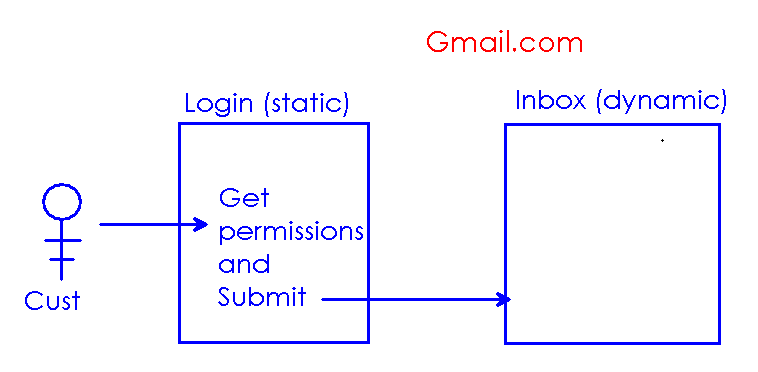 Gmail.com
Login (static)
Inbox (dynamic)
Get
permissions
and
Submit
Cust